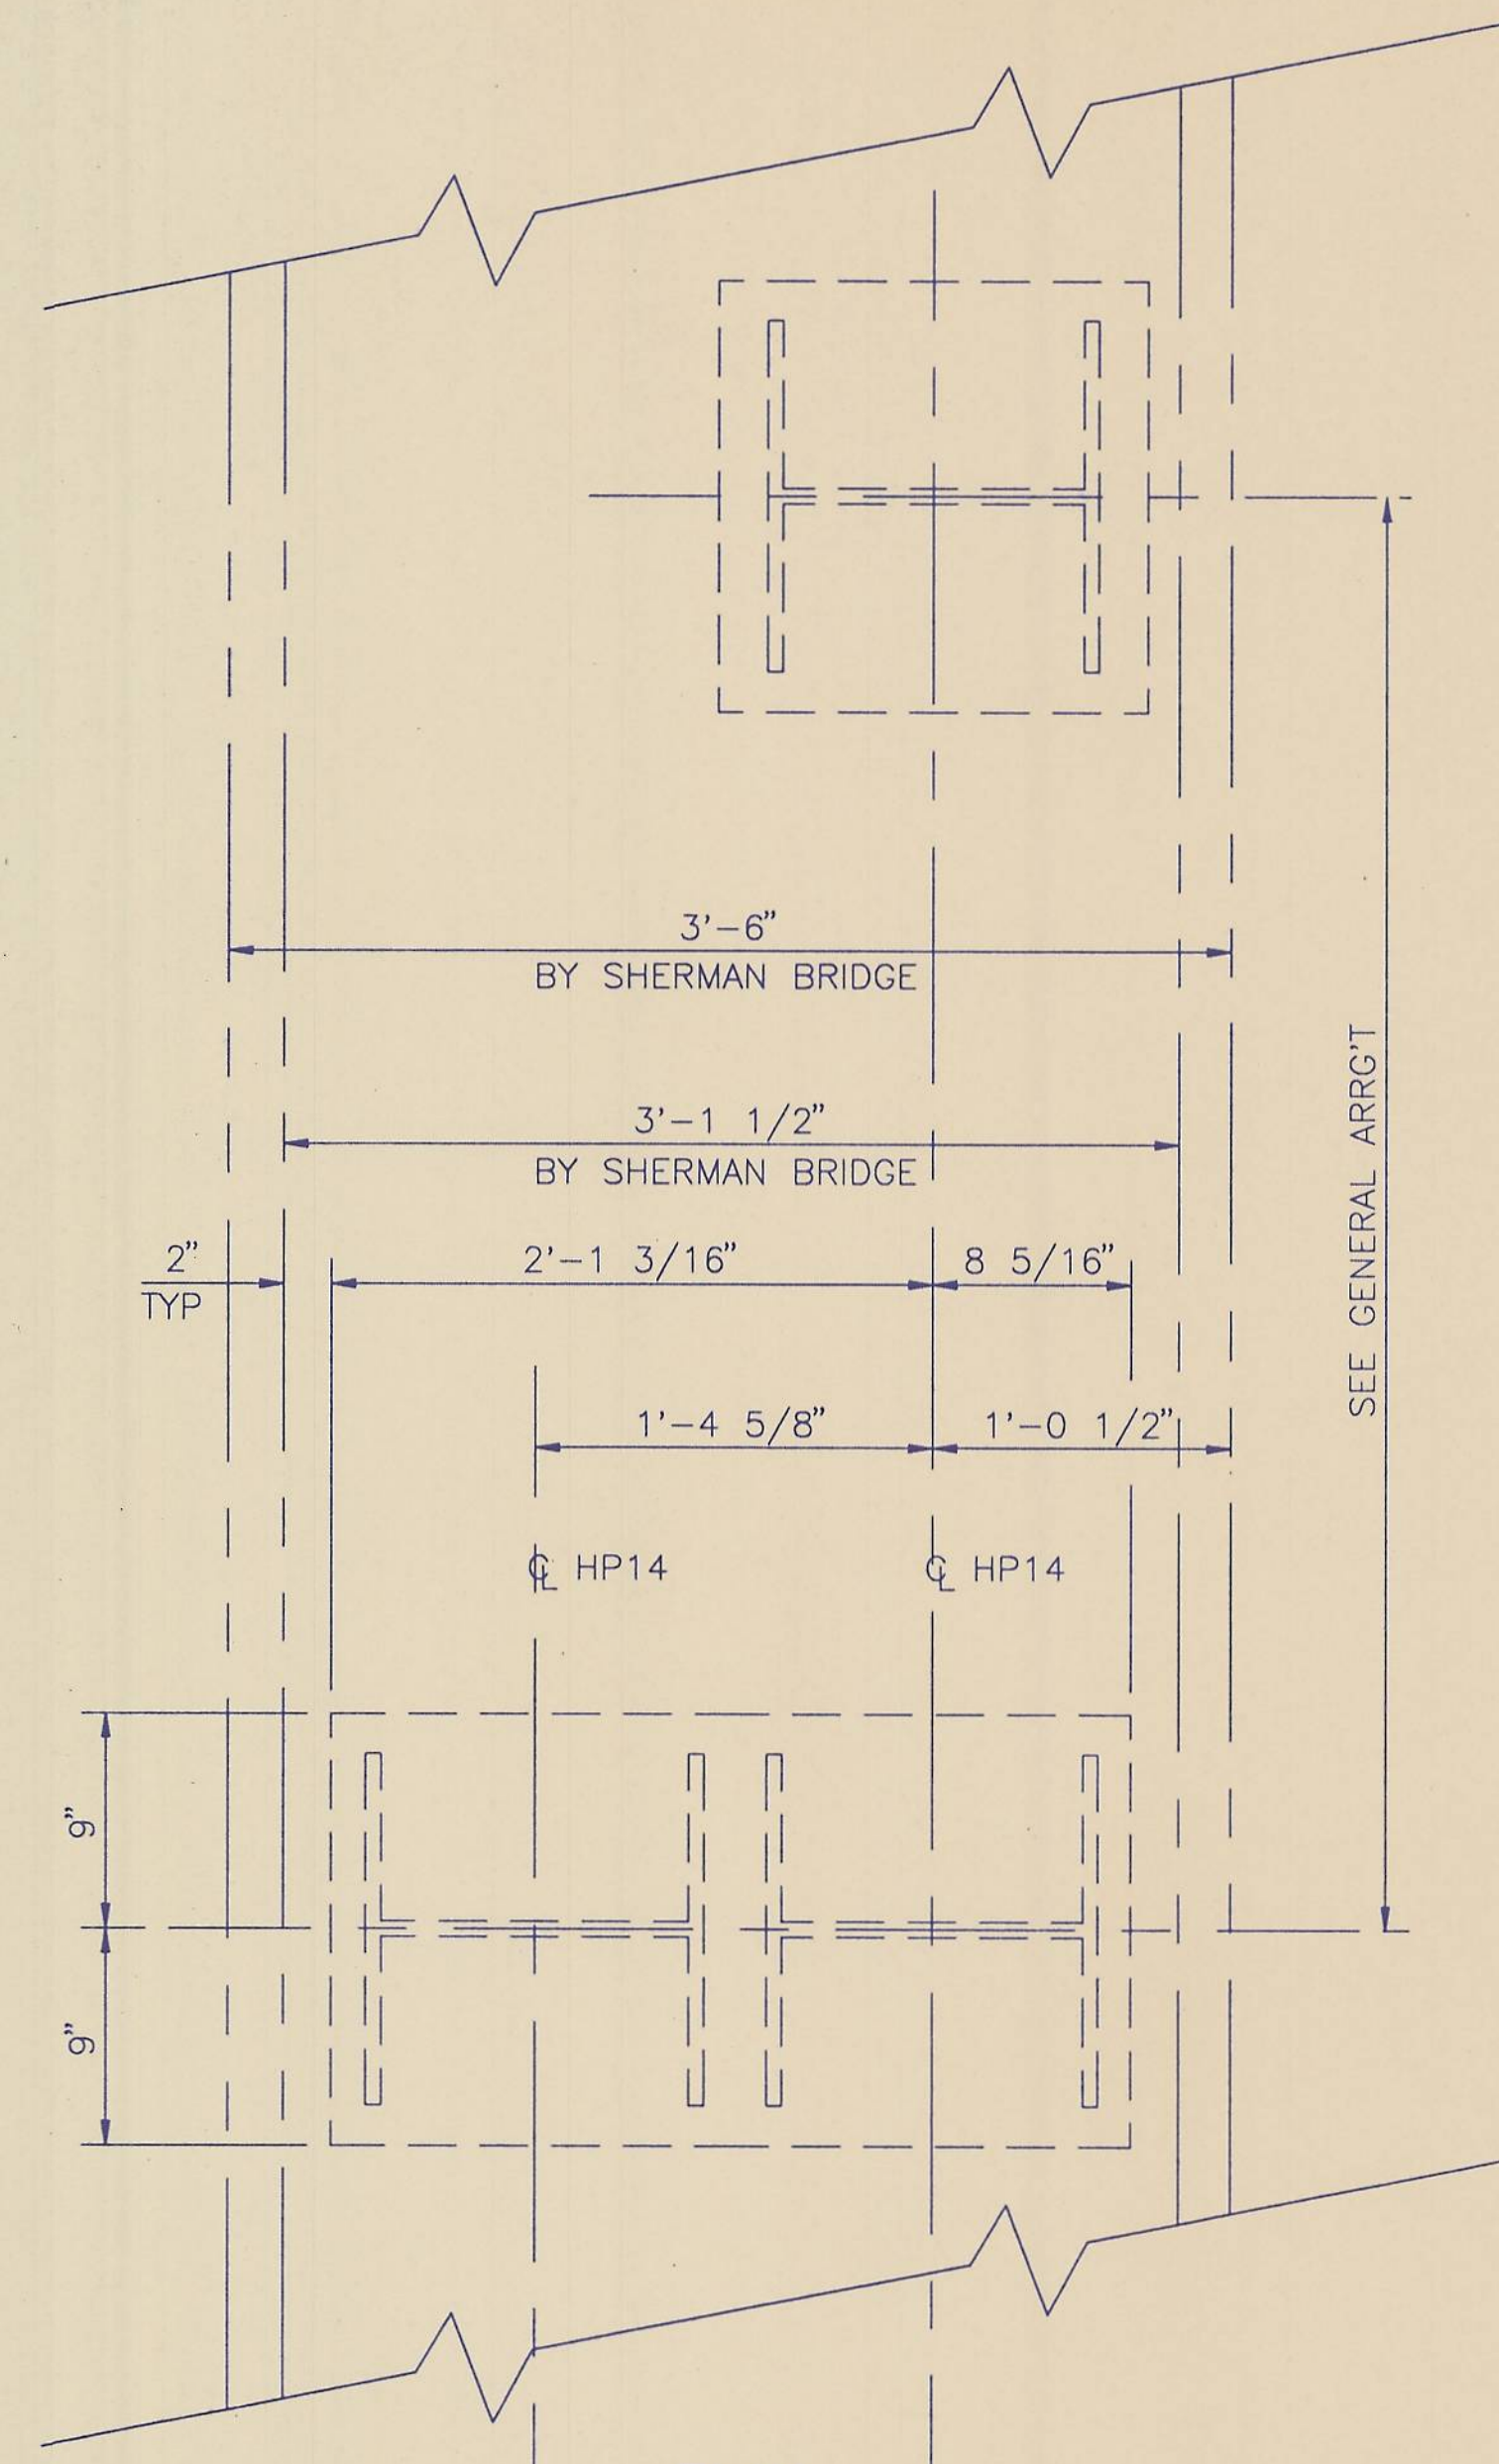 3'-6"
BY SHERMAN BRIDGE
3'-1 1/2"
BY SHERMAN BRIDGE
SEE GENERAL ARRG'T
2"
TYP
2'-1 3/16"
8 5/16"
1'-4 5/8"
1'-0 1/2"
℄ HP14
℄ HP14
9"
9"